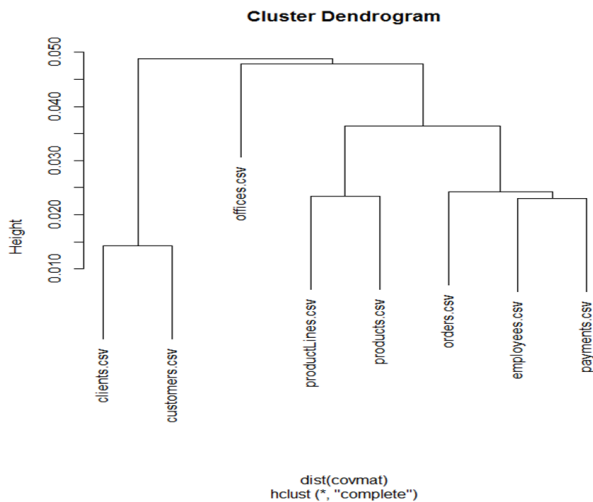 Cluster Dendrogram
Height
0.050
0.040
0.030
0.020
0.010
clients.csv
customers.csv
offices.csv
productLines.csv
products.csv
orders.csv
employees.csv
payments.csv
dist(covmat)
hclust (*, "complete")